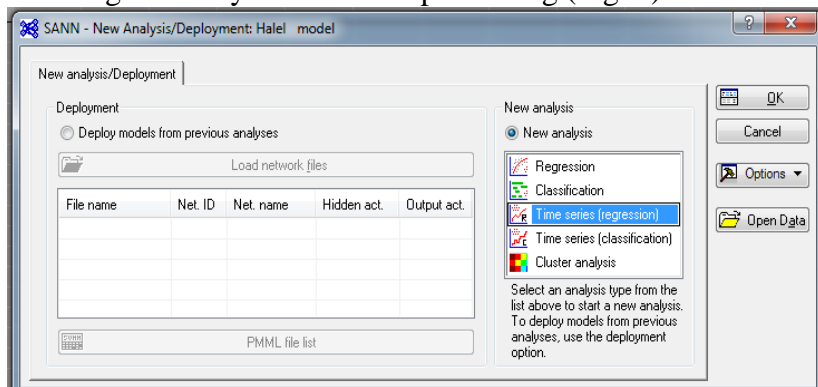 SANN - New Analysis/Deployment: Halel model
New analysis/Deployment
Deployment
Deploy models from previous analyses
Load network files
File name Net. ID Net. name Hidden act. Output act.
PMML file list
New analysis
New analysis
Regression
Classification
Time series (regression)
Time series (classification)
Cluster analysis
Select an analysis type from the
list above to start a new analysis.
To deploy models from previous
analyses, use the deployment
option.
OK
Cancel
Options
Open Data